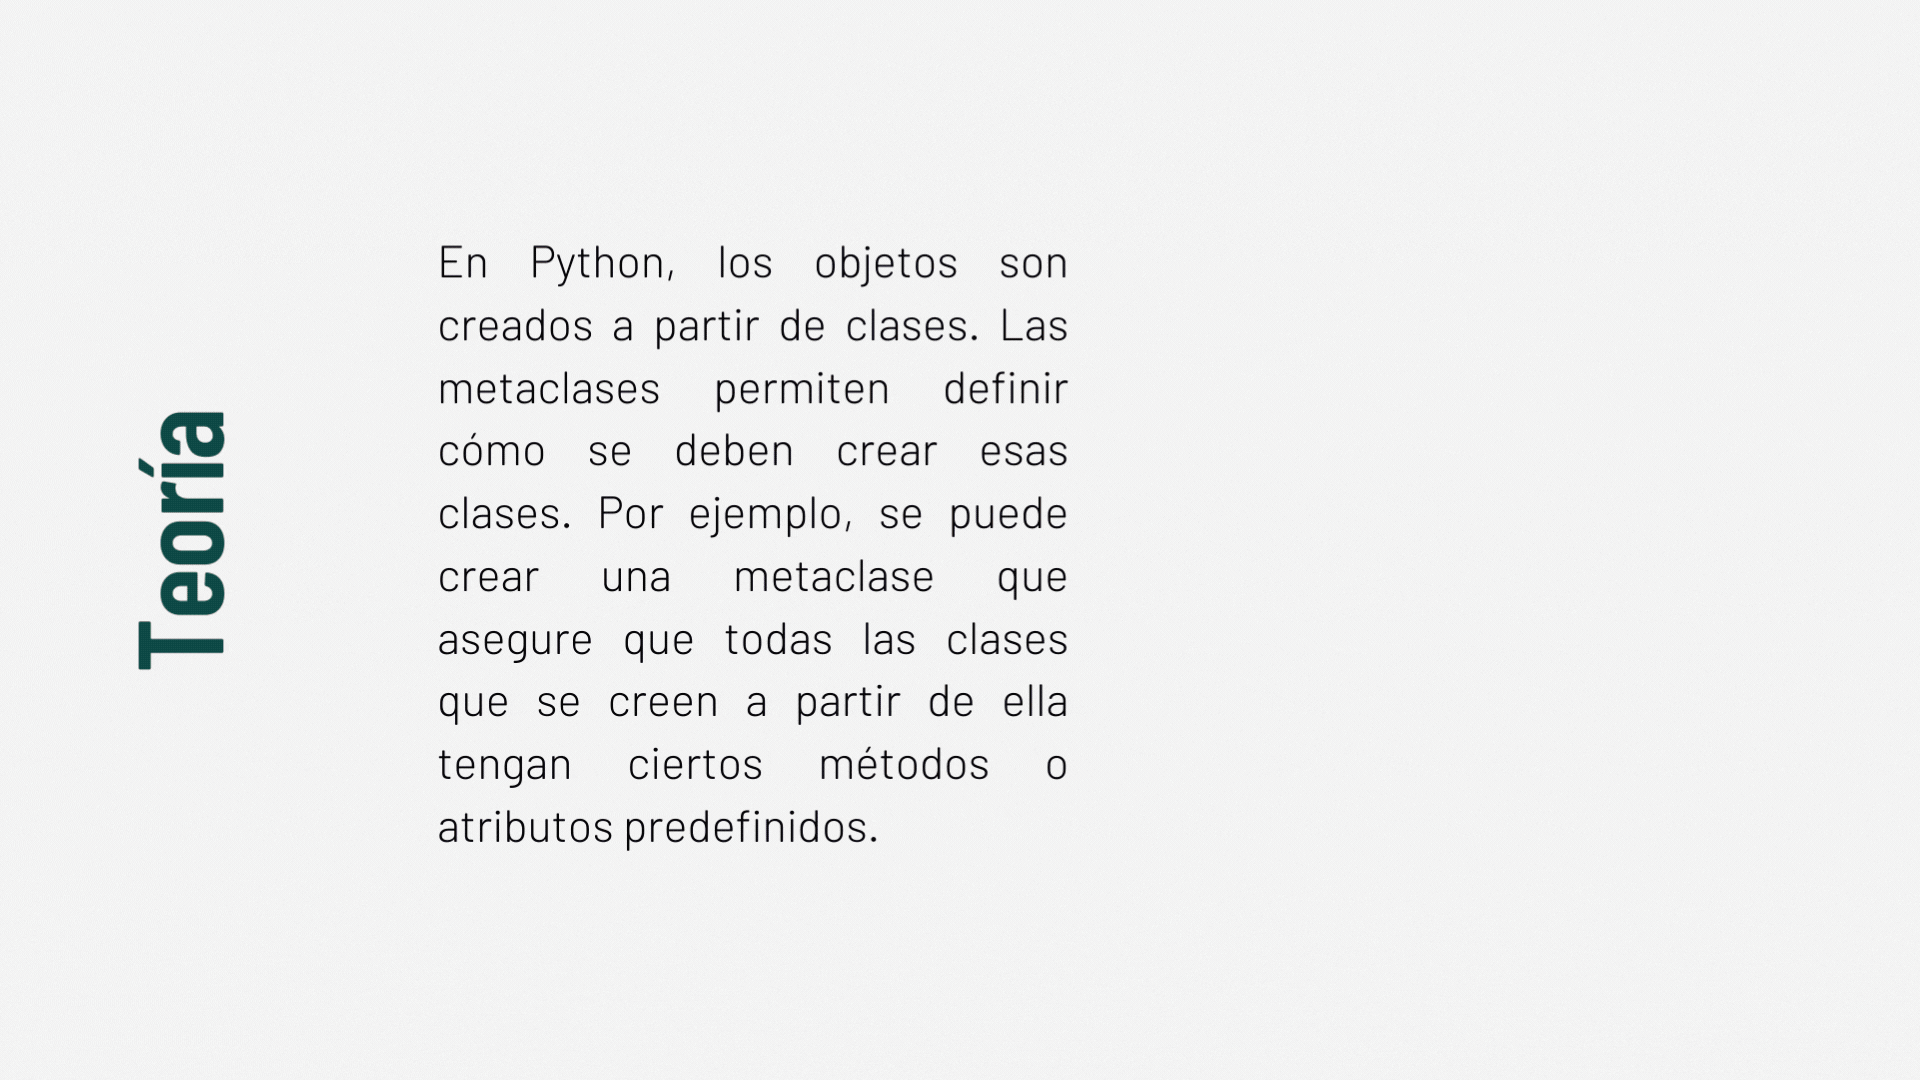 Teoría
En Python, los objetos son
creados a partir de clases. Las
metaclases permiten definir
cómo se deben crear esas
clases. Por ejemplo, se puede
crear una metaclase que
asegure que todas las clases
que se creen a partir de ella
tengan ciertos métodos o
atributos predefinidos.